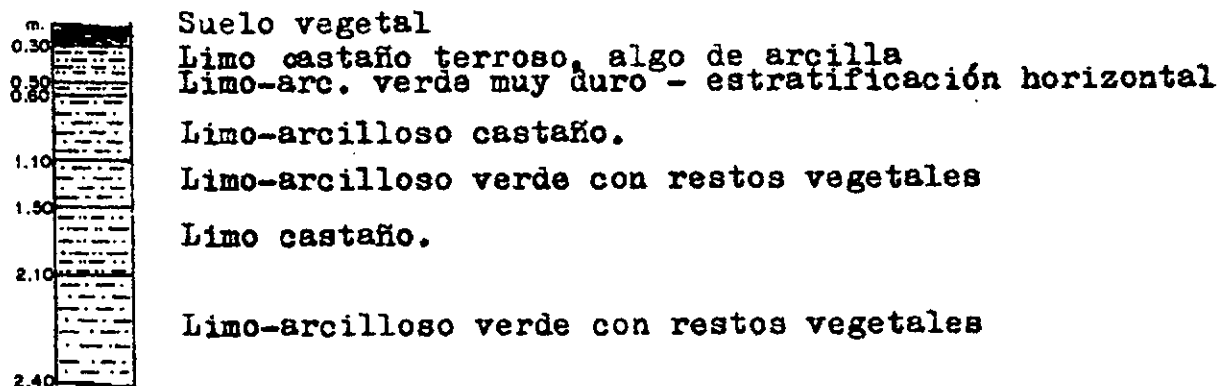 m.
Suelo vegetal
0.30
Limo castaño terroso, algo de arcilla
0.50
Limo-arc. verde muy duro - estratificación horizontal
0.60
Limo-arcilloso castaño.
1.10
Limo-arcilloso verde con restos vegetales
1.50
Limo castaño.
2.10
Limo-arcilloso verde con restos vegetales
2.40